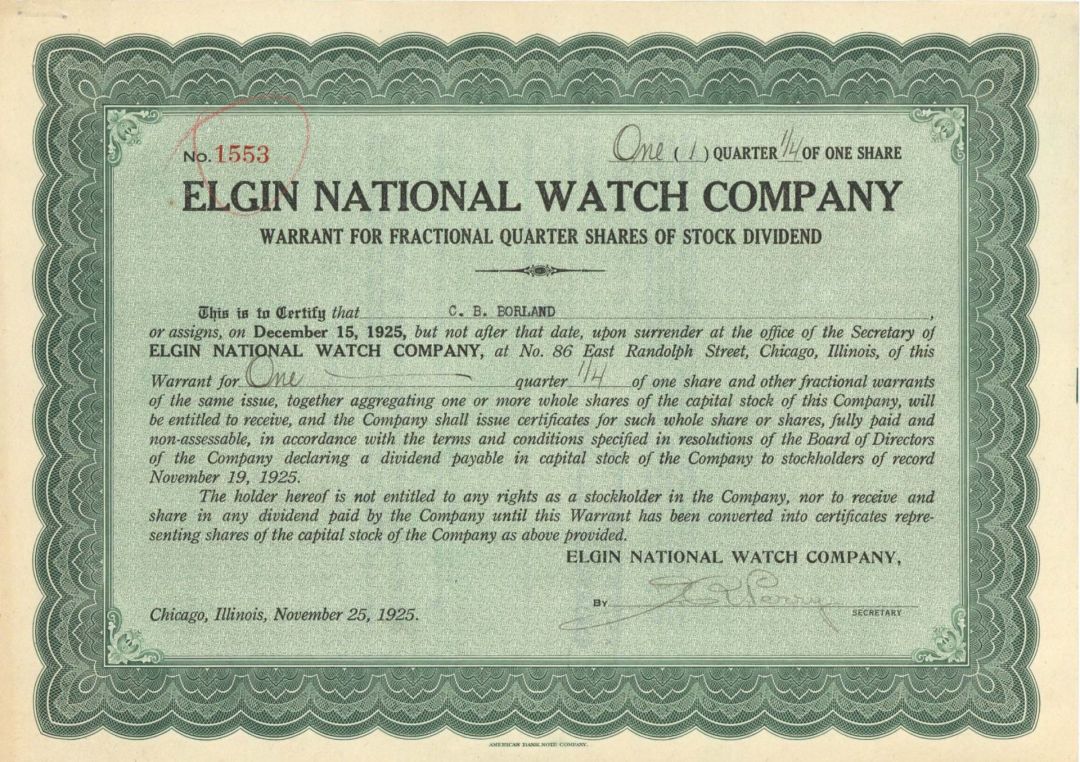 No. 1553
One (1) QUARTER 1/4 OF ONE SHARE
ELGIN NATIONAL WATCH COMPANY
WARRANT FOR FRACTIONAL QUARTER SHARES OF STOCK DIVIDEND
This is to Certify that C. B. BORLAND,
or assigns, on December 15, 1925, but not after that date, upon surrender at the office of the Secretary of
ELGIN NATIONAL WATCH COMPANY, at No. 86 East Randolph Street, Chicago, Illinois, of this
Warrant for One quarter 1/4 of one share and other fractional warrants
of the same issue, together aggregating one or more whole shares of the capital stock of this Company, will
be entitled to receive, and the Company shall issue certificates for such whole share or shares, fully paid and
non-assessable, in accordance with the terms and conditions specified in resolutions of the Board of Directors
of the Company declaring a dividend payable in capital stock of the Company to stockholders of record
November 19, 1925.
The holder hereof is not entitled to any rights as a stockholder in the Company, nor to receive and
share in any dividend paid by the Company until this Warrant has been converted into certificates repre-
senting shares of the capital stock of the Company as above provided.
ELGIN NATIONAL WATCH COMPANY,
By Perry
SECRETARY
Chicago, Illinois, November 25, 1925.
AMERICAN BANK NOTE COMPANY.